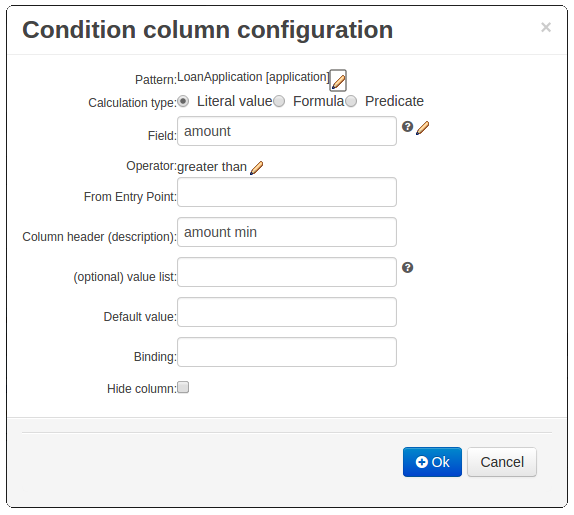 Condition column configuration ×
Pattern: LoanApplication [application]
Calculation type: Literal value Formula Predicate
Field: amount ?
Operator: greater than
From Entry Point:
Column header (description): amount min
(optional) value list: ?
Default value:
Binding:
Hide column:
Ok Cancel